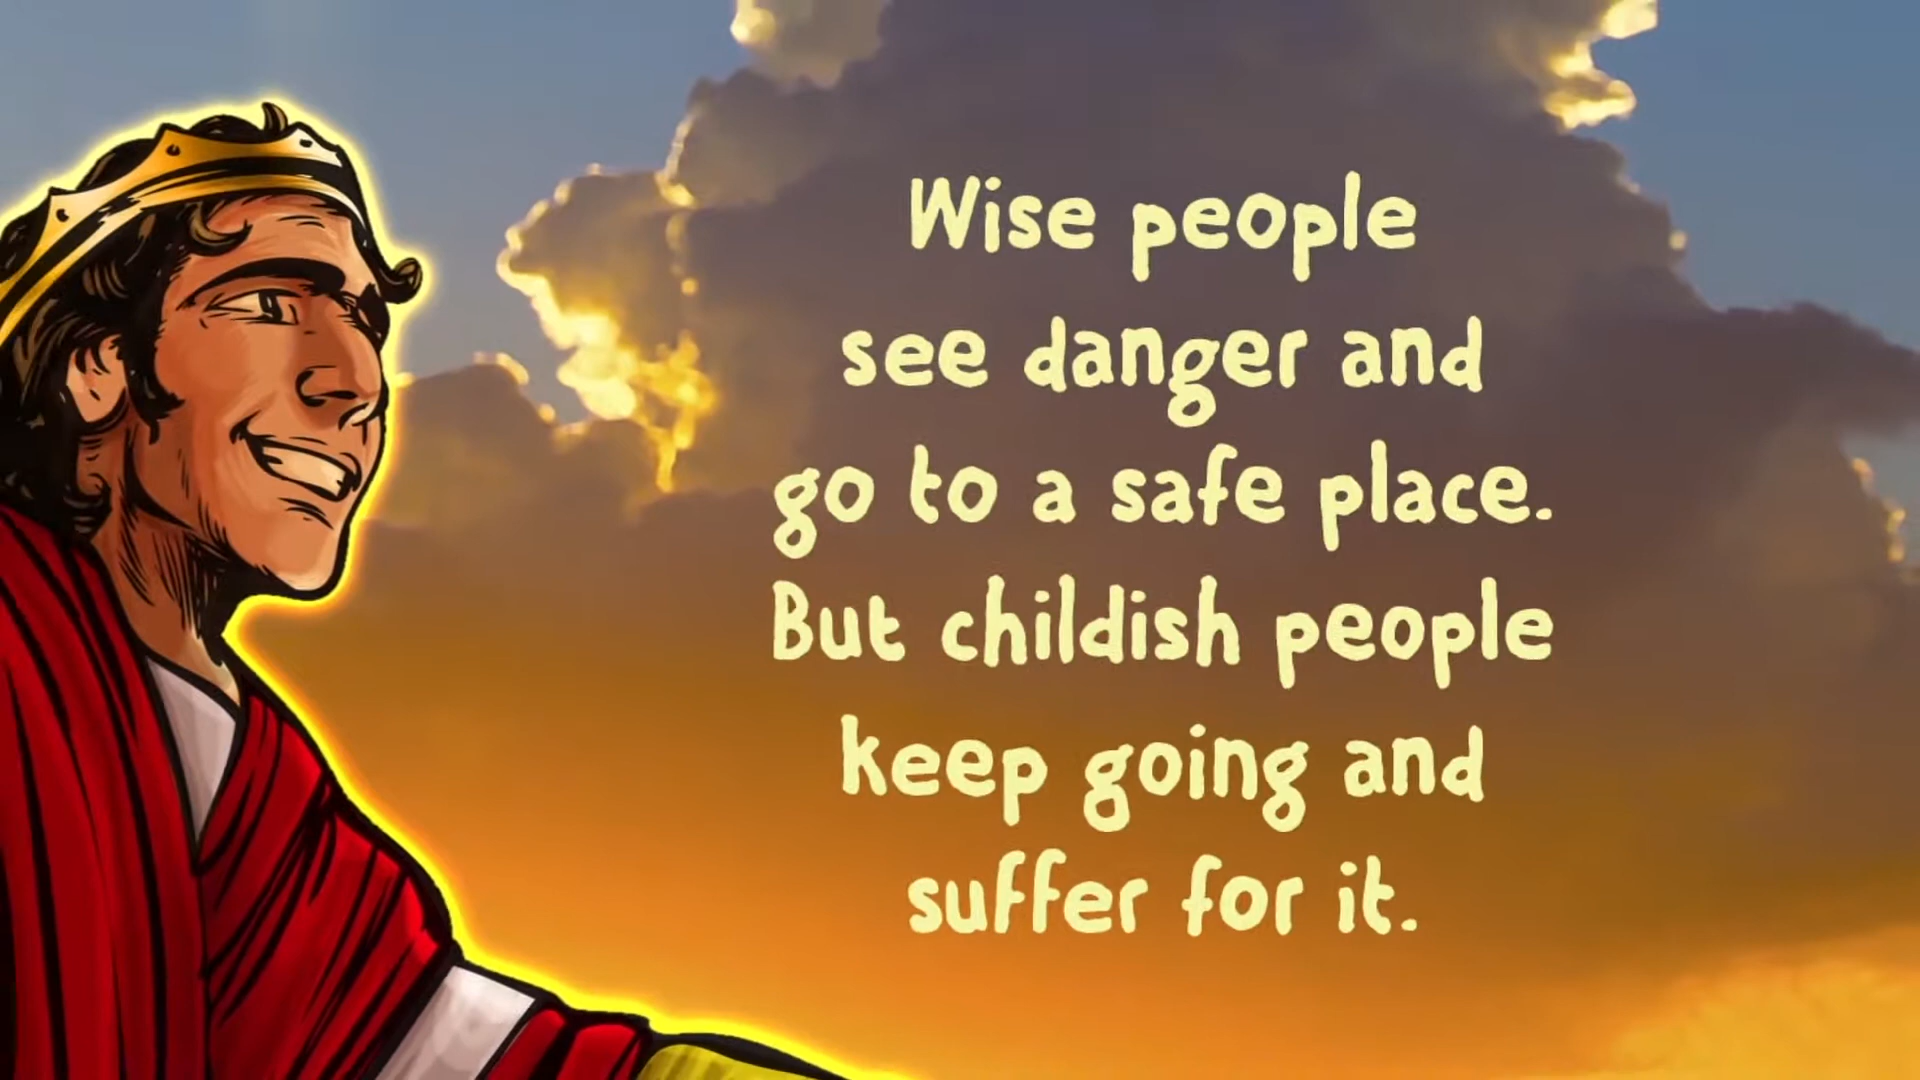 Wise people
see danger and
go to a safe place.
But childish people
keep going and
suffer for it.